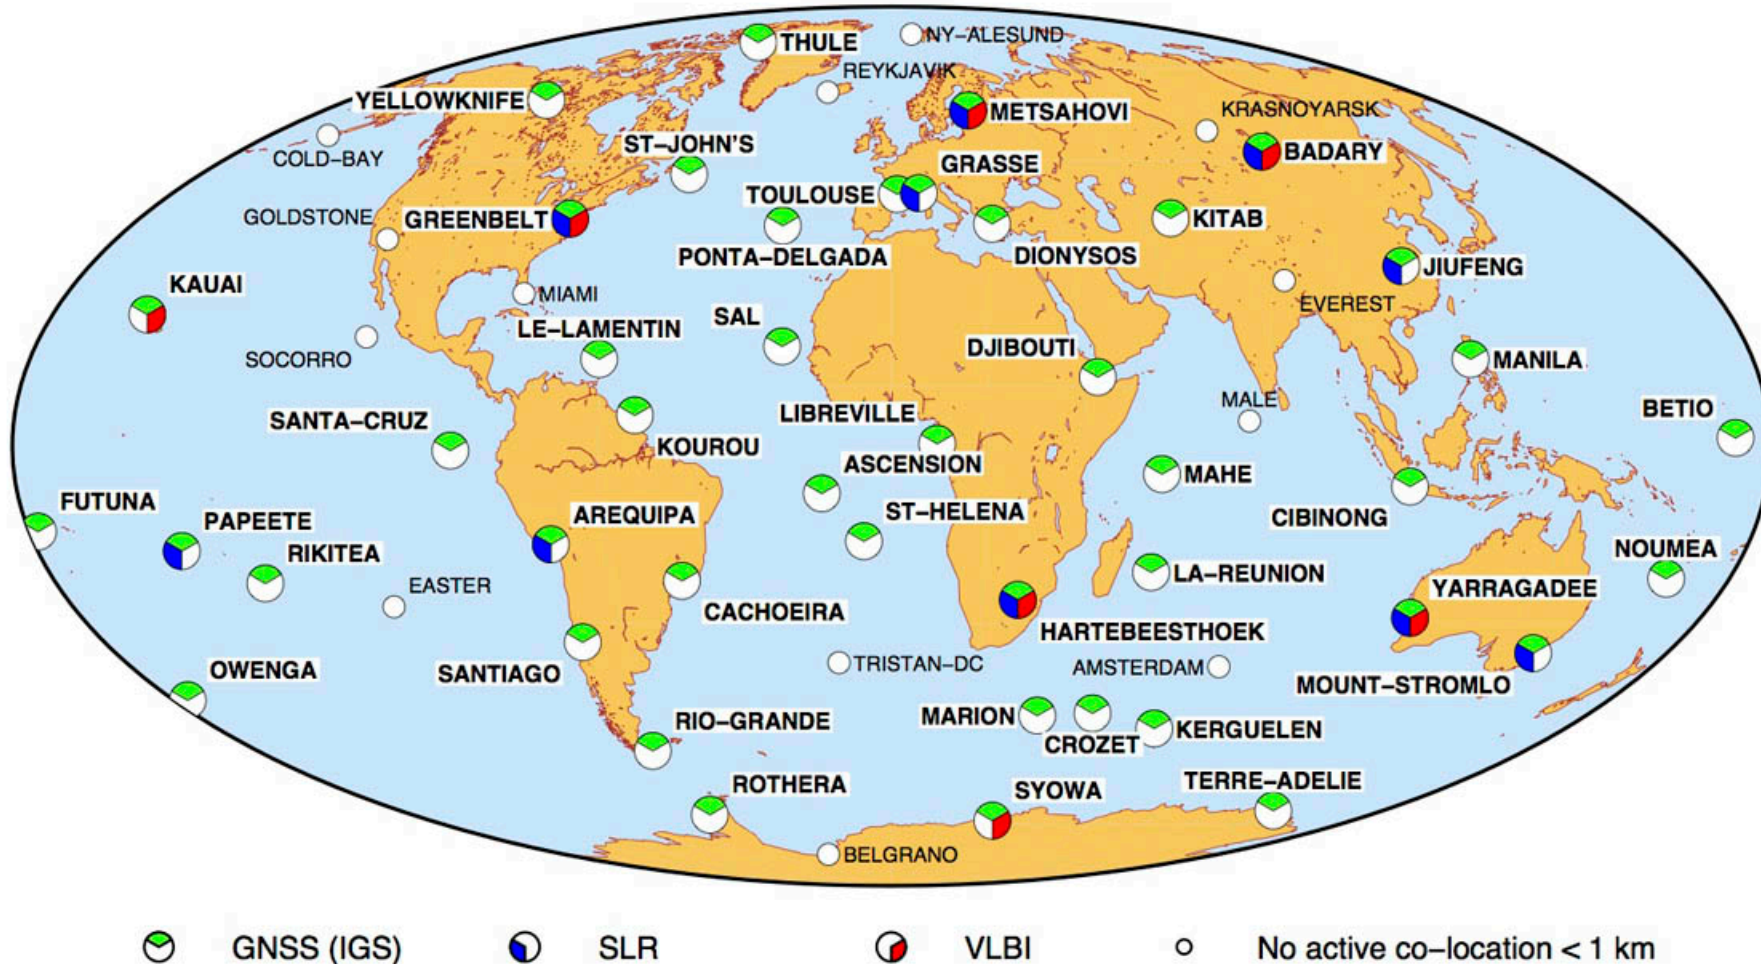 THULE
NY–ALESUND
REYKJAVIK
YELLOWKNIFE
METSAHOVI
KRASNOYARSK
COLD–BAY
ST–JOHN'S
BADARY
GRASSE
TOULOUSE
GOLDSTONE
GREENBELT
KITAB
PONTA–DELGADA
DIONYSOS
JIUFENG
KAUAI
MIAMI
EVEREST
SAL
LE–LAMENTIN
SOCORRO
DJIBOUTI
MANILA
MALE
BETIO
LIBREVILLE
SANTA–CRUZ
KOUROU
ASCENSION
MAHE
FUTUNA
PAPEETE
AREQUIPA
ST–HELENA
CIBINONG
RIKITEA
NOUMEA
EASTER
LA–REUNION
YARRAGADEE
CACHOEIRA
HARTEBEESTHOEK
OWENGA
SANTIAGO
TRISTAN–DC
AMSTERDAM
MOUNT–STROMLO
RIO–GRANDE
MARION
CROZET
KERGUELEN
ROTHERA
SYOWA
TERRE–ADELIE
BELGRANO
GNSS (IGS) SLR VLBI No active co–location < 1 km